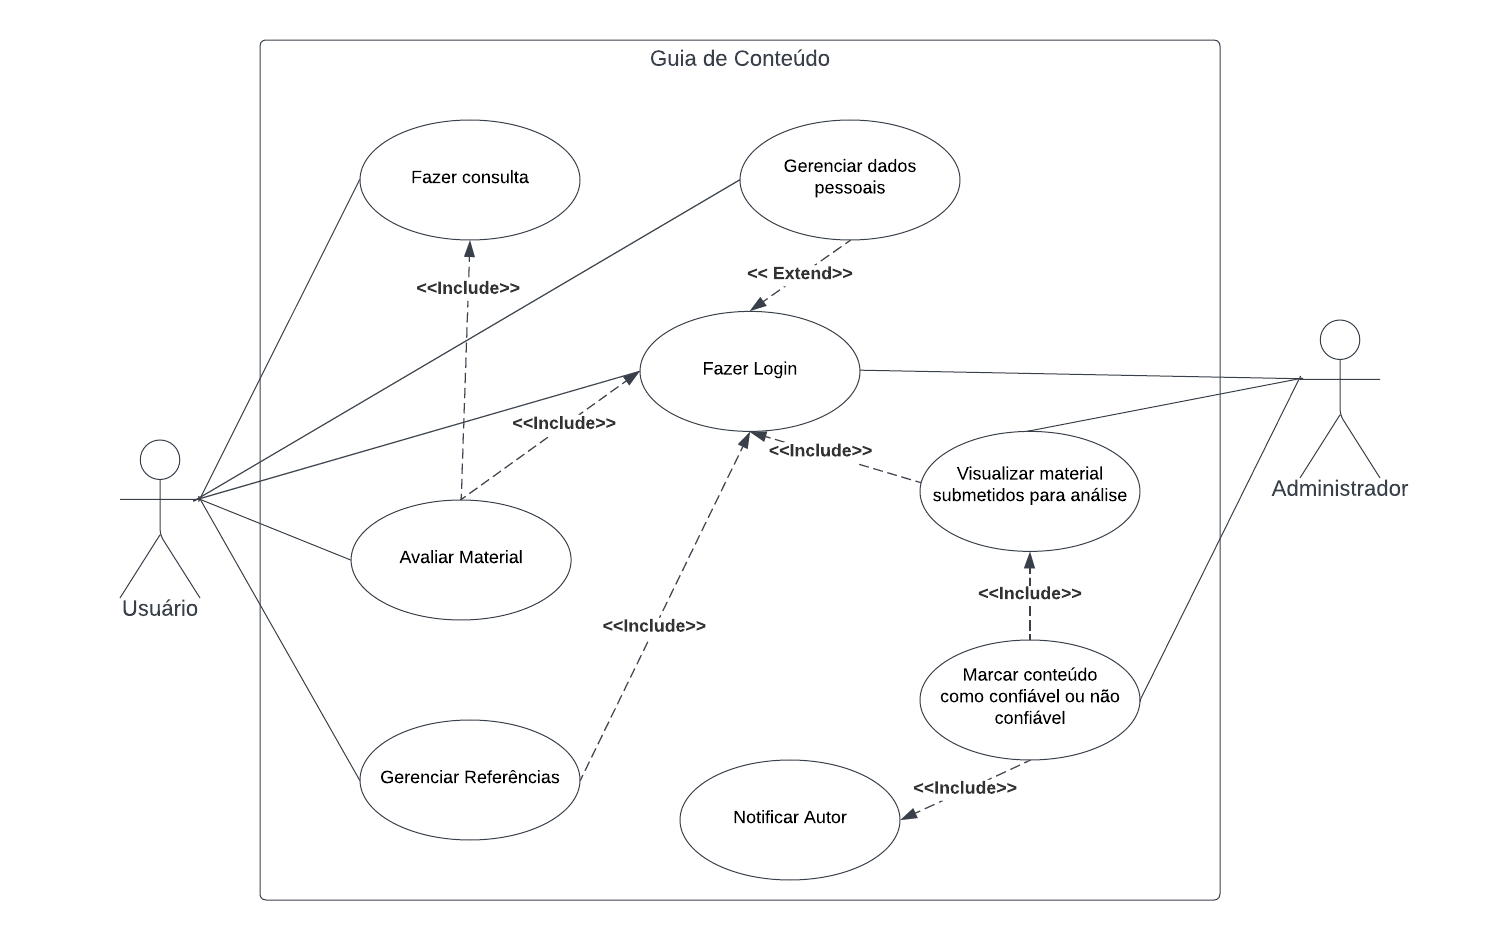 Guia de Conteúdo
Fazer consulta
Gerenciar dados
pessoais
<<Include>>
<< Extend>>
Fazer Login
<<Include>>
<<Include>>
Visualizar material
submetidos para análise
Administrador
Avaliar Material
Usuário
<<Include>>
<<Include>>
Marcar conteúdo
como confiável ou não
confiável
Gerenciar Referências
<<Include>>
Notificar Autor